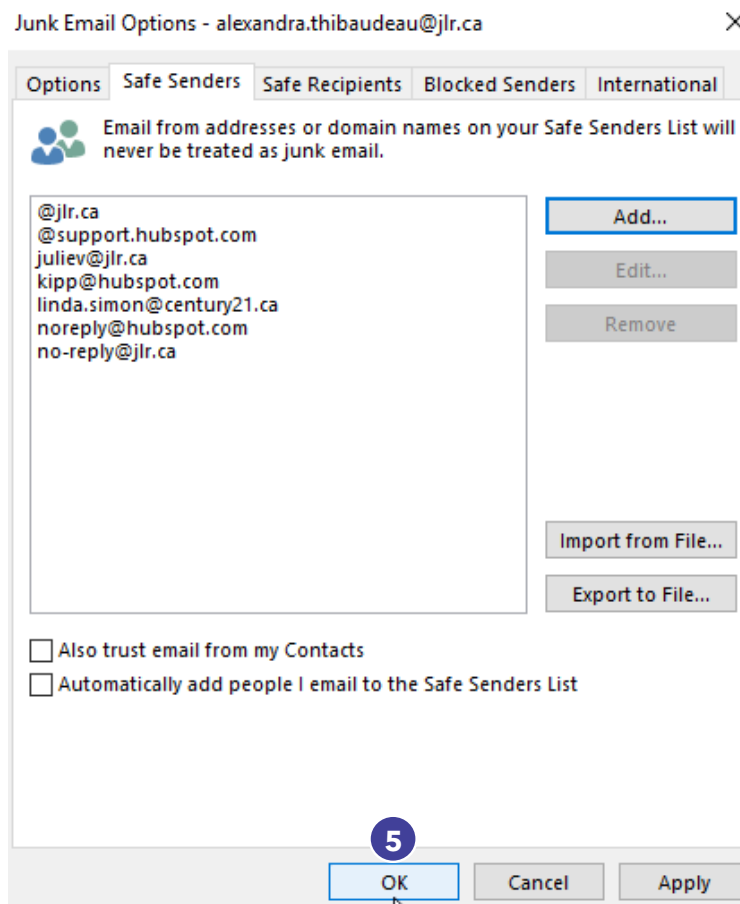 Junk Email Options - alexandra.thibaudeau@jlr.ca
Options Safe Senders Safe Recipients Blocked Senders International
Email from addresses or domain names on your Safe Senders List will
never be treated as junk email.
@jlr.ca
@support.hubspot.com
juliev@jlr.ca
kipp@hubspot.com
linda.simon@century21.ca
noreply@hubspot.com
no-reply@jlr.ca
Add...
Edit...
Remove
Import from File...
Export to File...
Also trust email from my Contacts
Automatically add people I email to the Safe Senders List
5
OK Cancel Apply